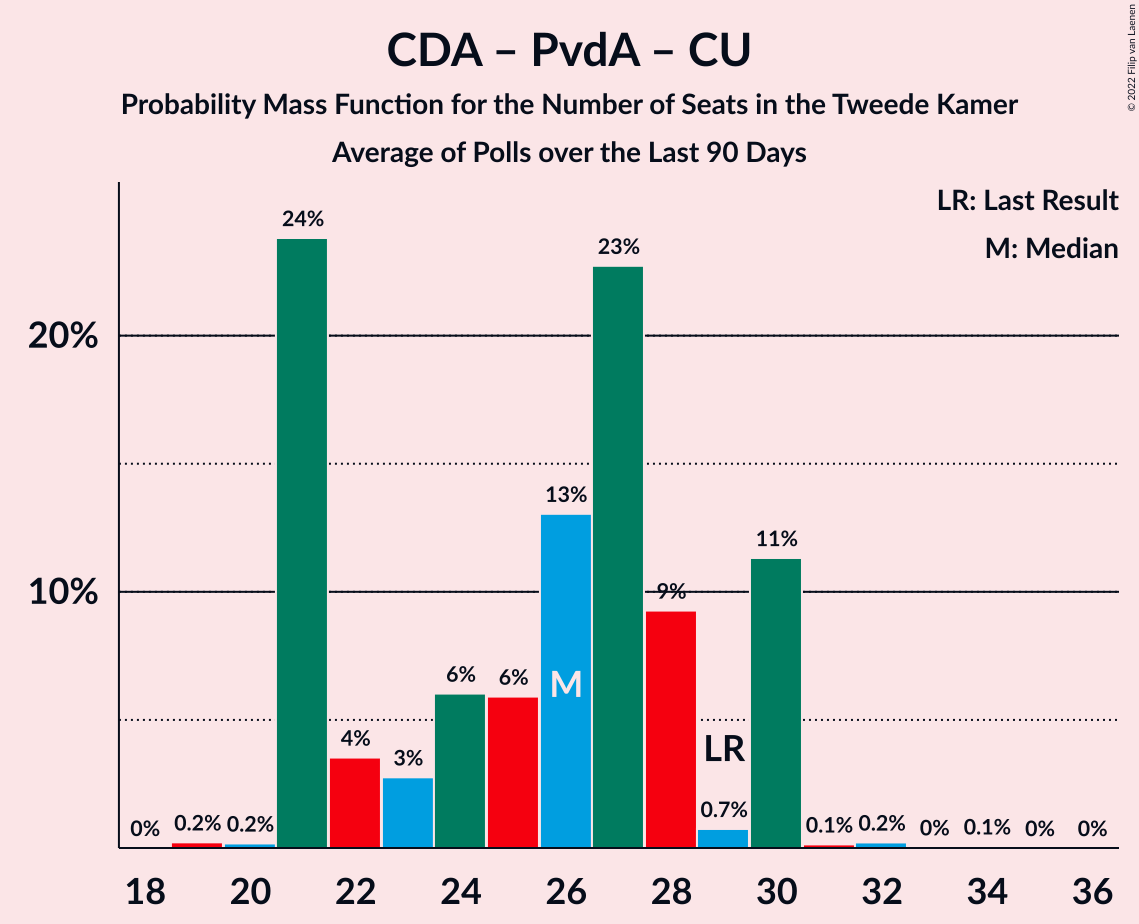 CDA – PvdA – CU
Probability Mass Function for the Number of Seats in the Tweede Kamer
Average of Polls over the Last 90 Days
© 2022 Filip van Laenen
LR: Last Result
M: Median
20%
10%
0%
0.2%
0.2%
24%
4%
3%
6%
6%
13%
23%
9%
0.7%
11%
0.1%
0.2%
0%
0.1%
0%
0%
M
LR
18 20 22 24 26 28 30 32 34 36